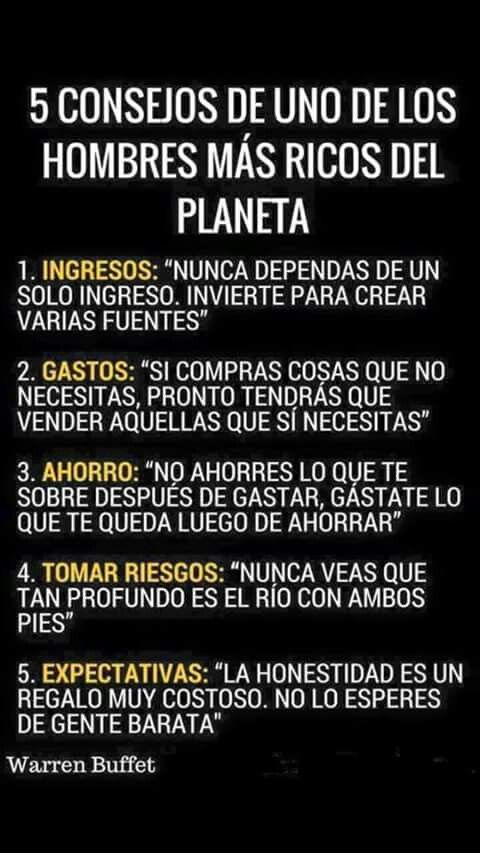 5 CONSEJOS DE UNO DE LOS
HOMBRES MÁS RICOS DEL
PLANETA
1. INGRESOS: “NUNCA DEPENDAS DE UN
SOLO INGRESO. INVIERTE PARA CREAR
VARIAS FUENTES”
2. GASTOS: “SI COMPRAS COSAS QUE NO
NECESITAS, PRONTO TENDRÁS QUE
VENDER AQUELLAS QUE SÍ NECESITAS”
3. AHORRO: “NO AHORRES LO QUE TE
SOBRE DESPUÉS DE GASTAR, GÁSTATE LO
QUE TE QUEDA LUEGO DE AHORRAR”
4. TOMAR RIESGOS: “NUNCA VEAS QUE
TAN PROFUNDO ES EL RÍO CON AMBOS
PIES”
5. EXPECTATIVAS: “LA HONESTIDAD ES UN
REGALO MUY COSTOSO. NO LO ESPERES
DE GENTE BARATA"
Warren Buffet